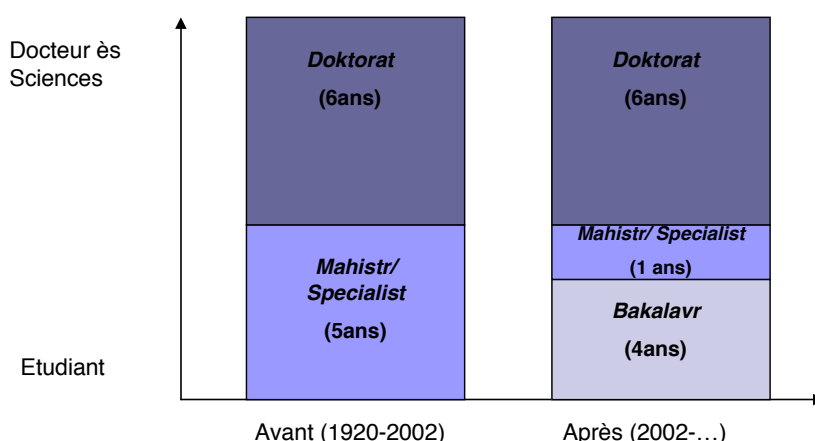 Docteur ès
Sciences
Doktorat
(6ans)
Doktorat
(6ans)
Mahistr/
Specialist
(5ans)
Mahistr/ Specialist
(1 ans)
Bakalavr
(4ans)
Etudiant
Avant (1920-2002)
Après (2002-…)